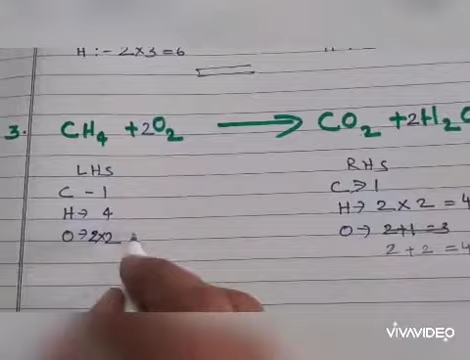 H :- 2×3=6
3. CH₄ + 2O₂ ⟶ CO₂ + 2H₂O
LHS
C - 1
H → 4
O → 2×2
RHS
C → 1
H → 2 × 2 = 4
O → 2+1=3
2 + 2 = 4
VIVAVIDEO